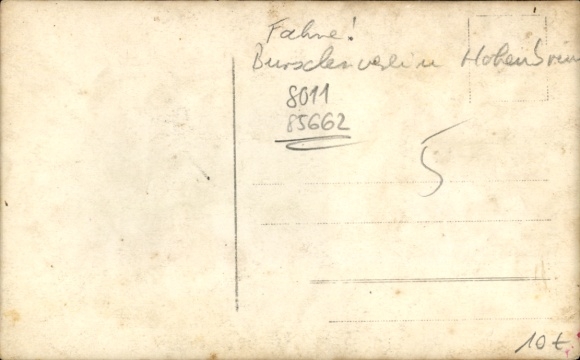 Fahne!
Burschenverein Hohenbrunn
8011
85662
5
10 €